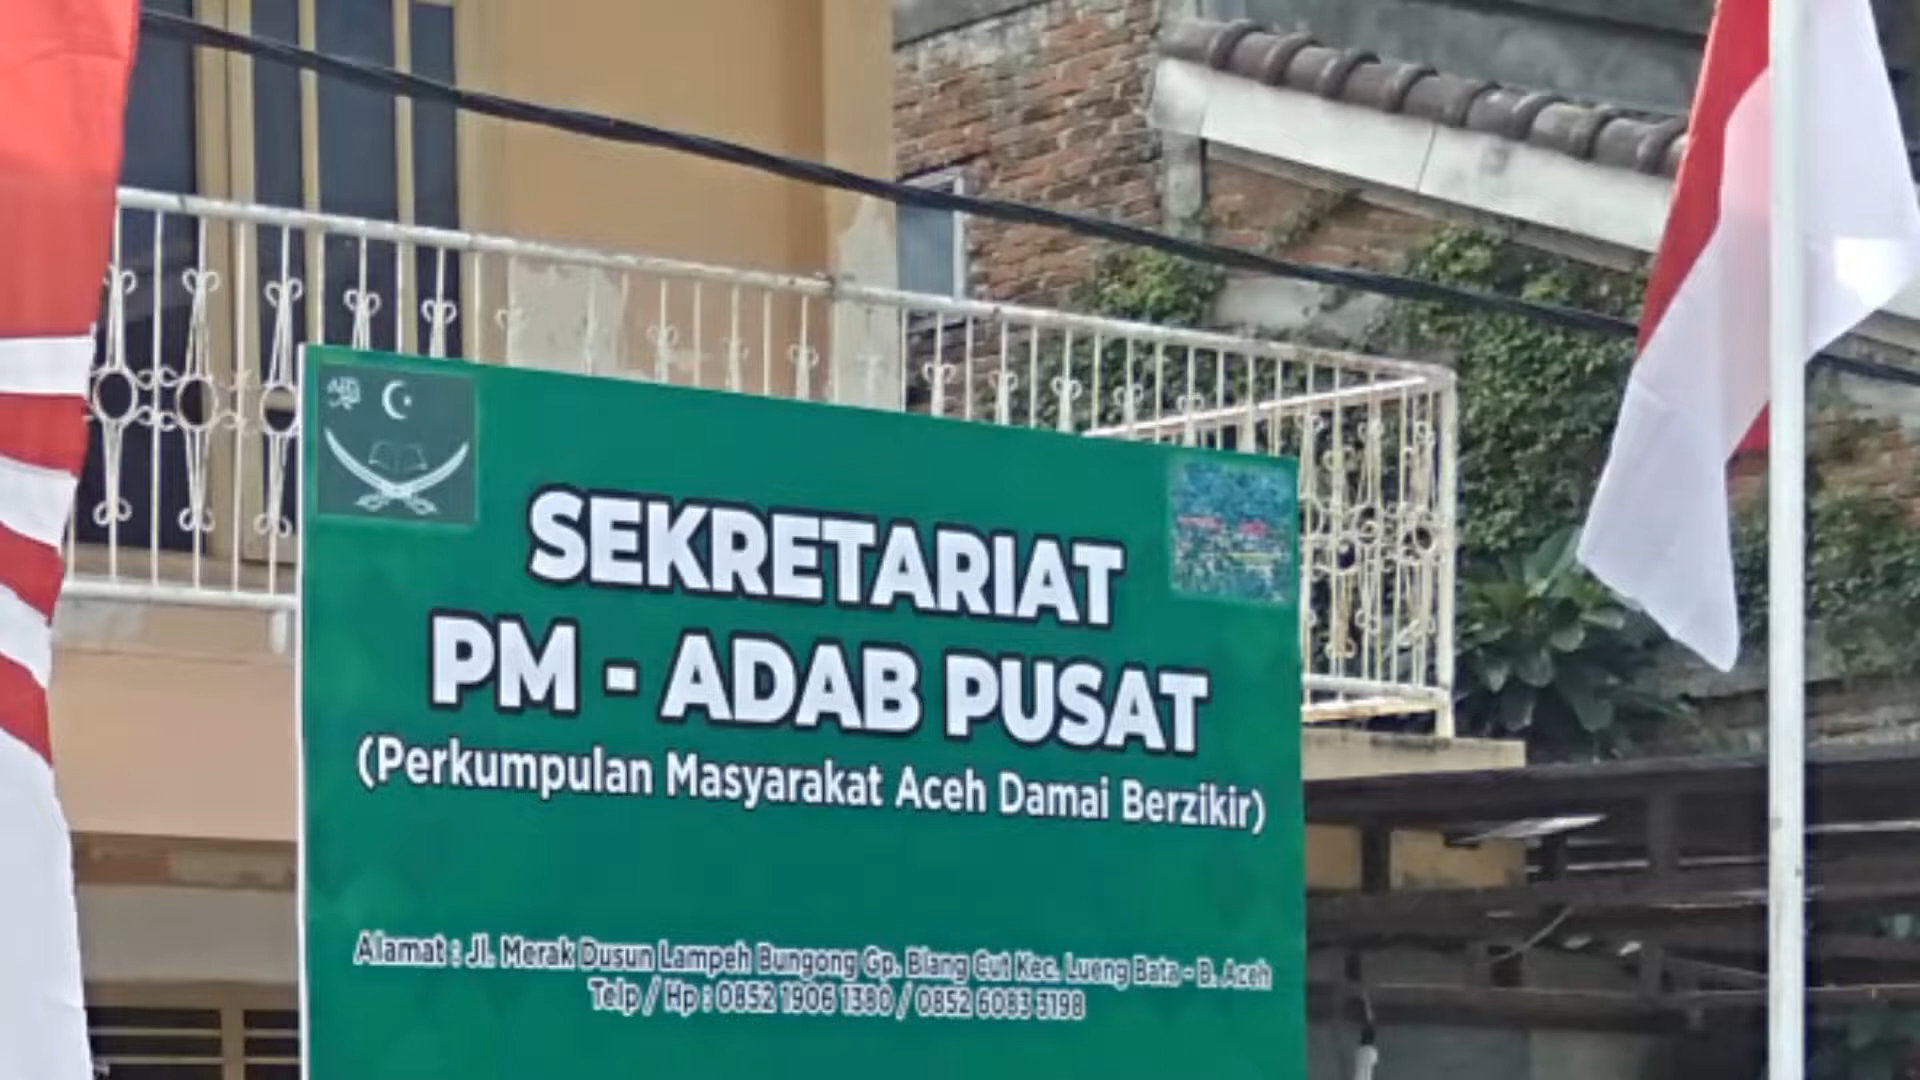 SEKRETARIAT
PM - ADAB PUSAT
(Perkumpulan Masyarakat Aceh Damai Berzikir)
Alamat : Jl. Merak Dusun Lampeh Bungong Gp. Blang Cut Kec. Lueng Bata - B. Aceh
Telp / Hp : 0852 1906 1380 / 0852 6083 3198